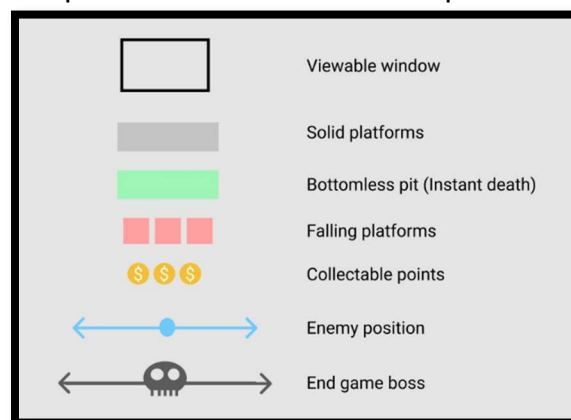 Viewable window
Solid platforms
Bottomless pit (Instant death)
Falling platforms
$ $ $
Collectable points
Enemy position
End game boss